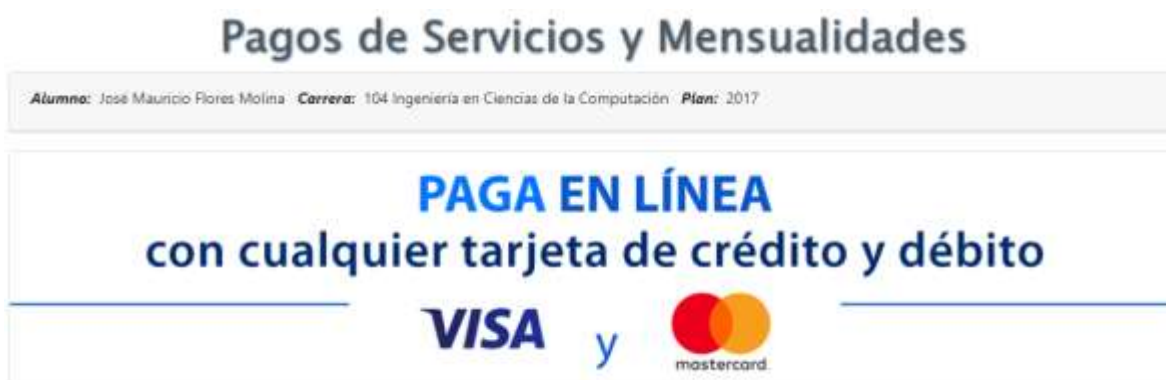 Pagos de Servicios y Mensualidades
Alumno: José Mauricio Flores Molina Carrera: 104 Ingeniería en Ciencias de la Computación Plan: 2017
PAGA EN LÍNEA
con cualquier tarjeta de crédito y débito
VISA y mastercard.